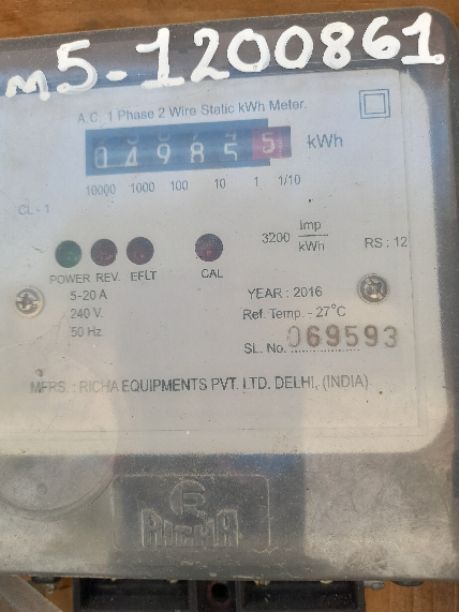 m5-1200861
A.C. 1 Phase 2 Wire Static kWh Meter.
04985 5 kWh
10000 1000 100 10 1 1/10
CL-1
3200 Imp/kWh RS : 12
POWER REV. EFLT CAL
5-20 A
240 V.
50 Hz.
YEAR : 2016
Ref. Temp. - 27°C
SL. No. 069593
MFRS. : RICHA EQUIPMENTS PVT. LTD. DELHI, (INDIA)
RICHA